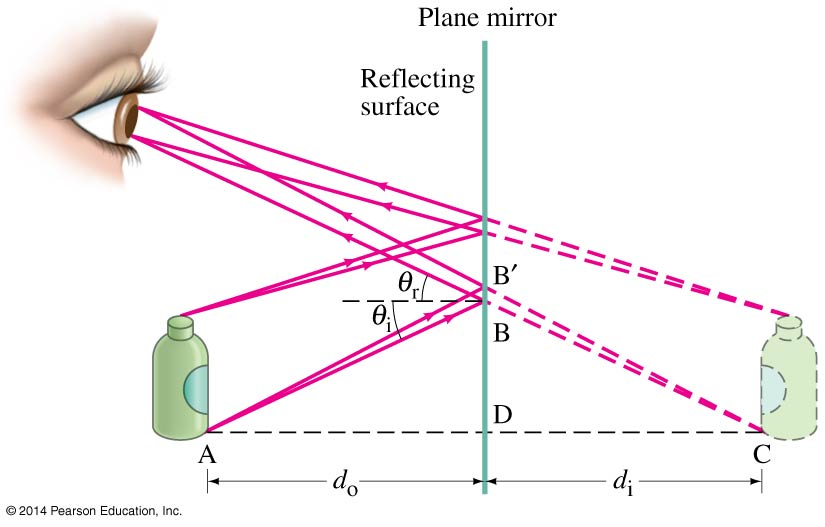 Plane mirror
Reflecting
surface
B′
θr
θi
B
D
A
C
do
di
© 2014 Pearson Education, Inc.